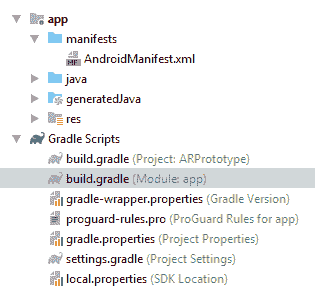 app
manifests
AndroidManifest.xml
java
generatedJava
res
Gradle Scripts
build.gradle (Project: ARPrototype)
build.gradle (Module: app)
gradle-wrapper.properties (Gradle Version)
proguard-rules.pro (ProGuard Rules for app)
gradle.properties (Project Properties)
settings.gradle (Project Settings)
local.properties (SDK Location)